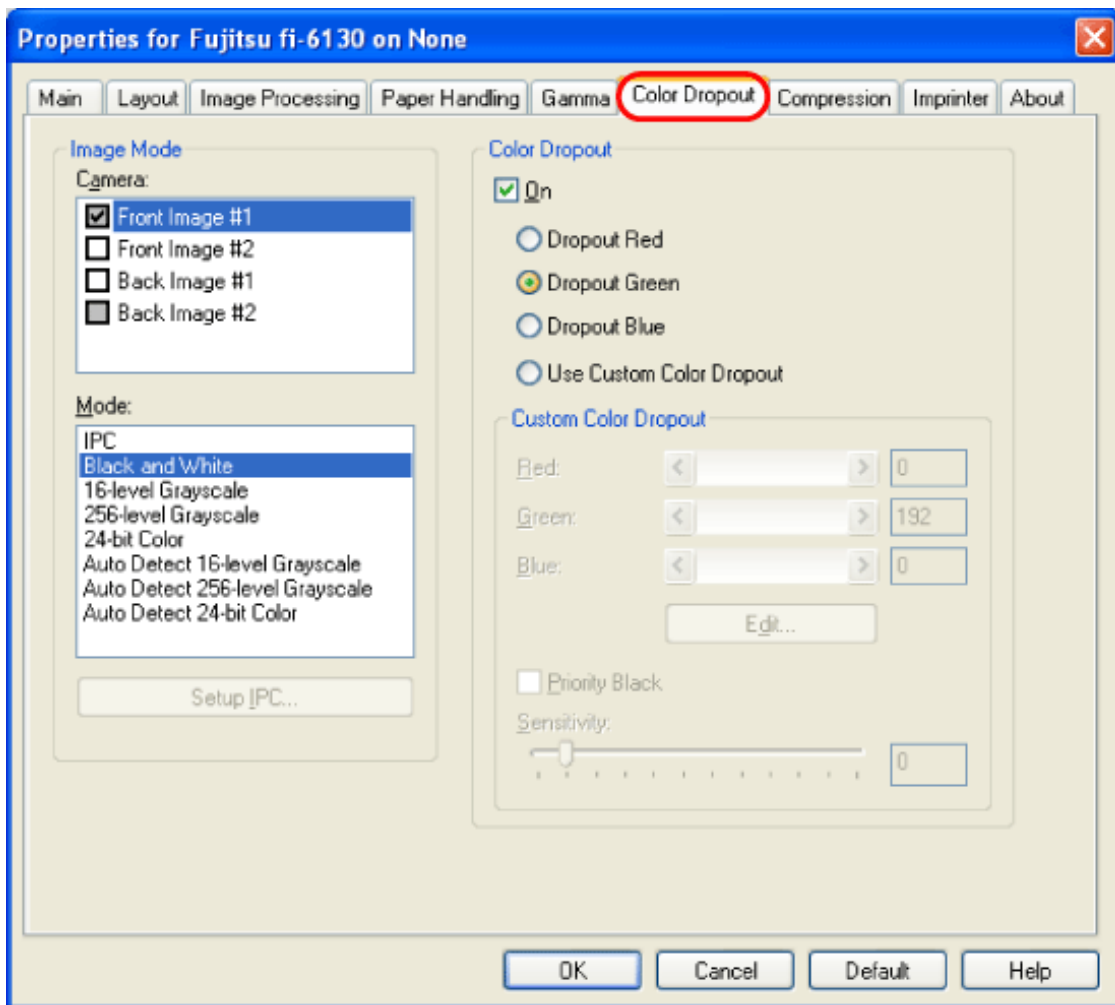 Properties for Fujitsu fi-6130 on None
Main Layout Image Processing Paper Handling Gamma Color Dropout Compression Imprinter About
Image Mode
Camera:
Front Image #1
Front Image #2
Back Image #1
Back Image #2
Mode:
IPC
Black and White
16-level Grayscale
256-level Grayscale
24-bit Color
Auto Detect 16-level Grayscale
Auto Detect 256-level Grayscale
Auto Detect 24-bit Color
Setup IPC...
Color Dropout
On
Dropout Red
Dropout Green
Dropout Blue
Use Custom Color Dropout
Custom Color Dropout
Red: 0
Green: 192
Blue: 0
Edit...
Priority Black
Sensitivity:
0
OK Cancel Default Help